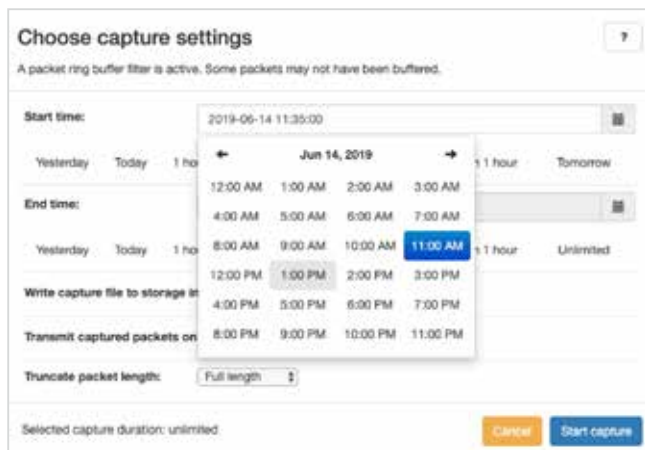 Choose capture settings
?
A packet ring buffer filter is active. Some packets may not have been buffered.
Start time:
2019-06-14 11:35:00
← Jun 14, 2019 →
Yesterday Today 1 1 hour Tomorrow
12:00 AM 1:00 AM 2:00 AM 3:00 AM
End time:
4:00 AM 5:00 AM 6:00 AM 7:00 AM
Yesterday Today 1 8:00 AM 9:00 AM 10:00 AM 11:00 AM 1 hour Unlimited
12:00 PM 1:00 PM 2:00 PM 3:00 PM
Write capture file to storage
4:00 PM 5:00 PM 6:00 PM 7:00 PM
Transmit captured packets on
8:00 PM 9:00 PM 10:00 PM 11:00 PM
Truncate packet length: Full length
Selected capture duration: unlimited
Cancel Start capture